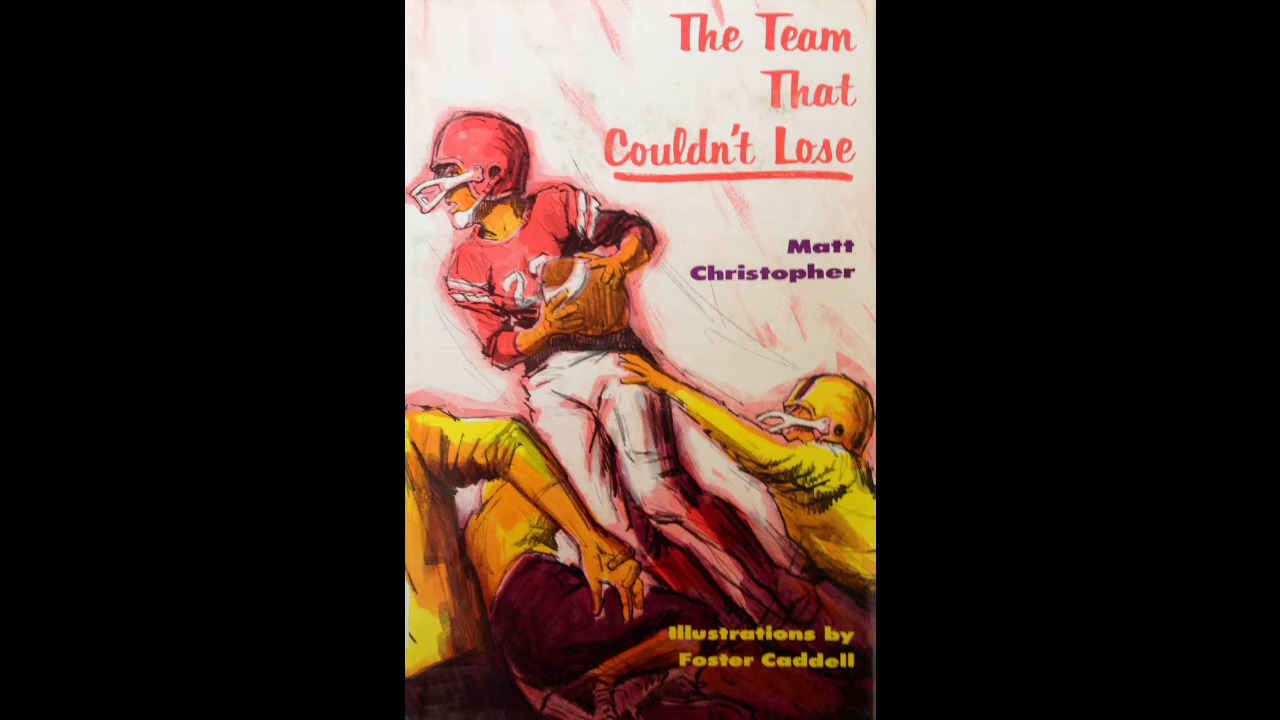 The Team
That
Couldn't Lose
Matt
Christopher
Illustrations by
Foster Caddell